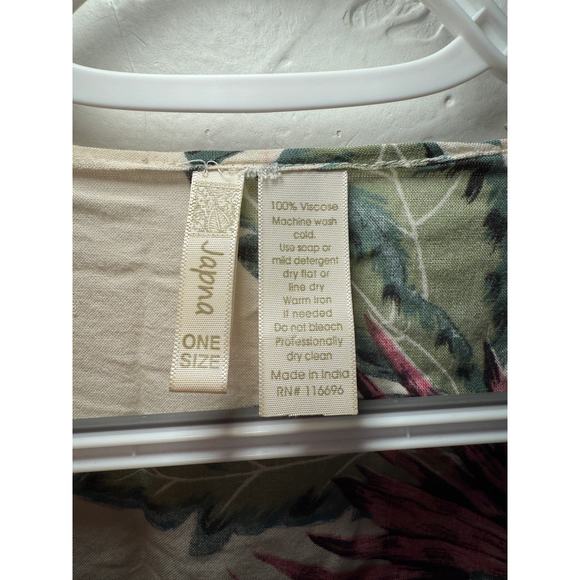 Japna
ONE
SIZE
100% Viscose
Machine wash
cold.
Use soap or
mild detergent
dry flat or
line dry
Warm Iron
if needed
Do not bleach
Professionally
dry clean
Made in India
RN# 116696